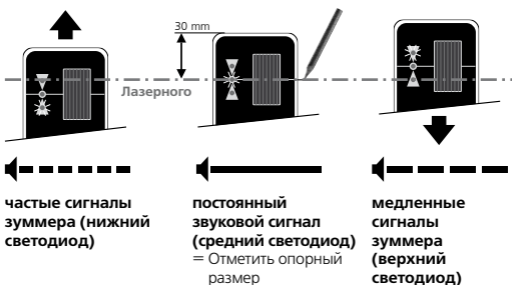 30 mm
Лазерного
частые сигналы
зуммера (нижний
светодиод)
постоянный
звуковой сигнал
(средний светодиод)
= Отметить опорный
размер
медленные
сигналы
зуммера
(верхний
светодиод)